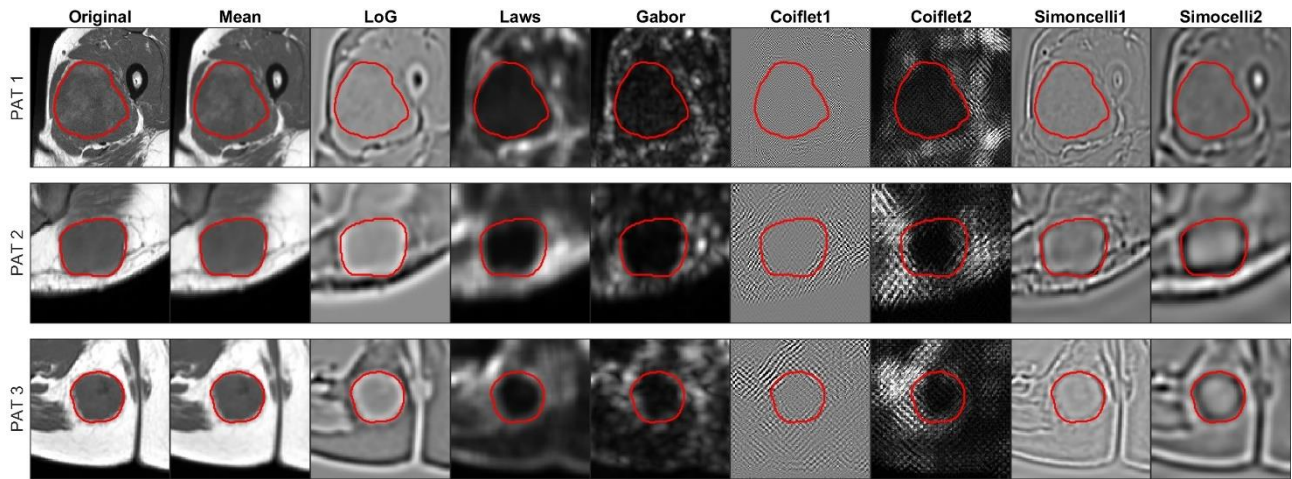 Original Mean LoG Laws Gabor Coiflet1 Coiflet2 Simoncelli1 Simocelli2
PAT 1
PAT 2
PAT 3